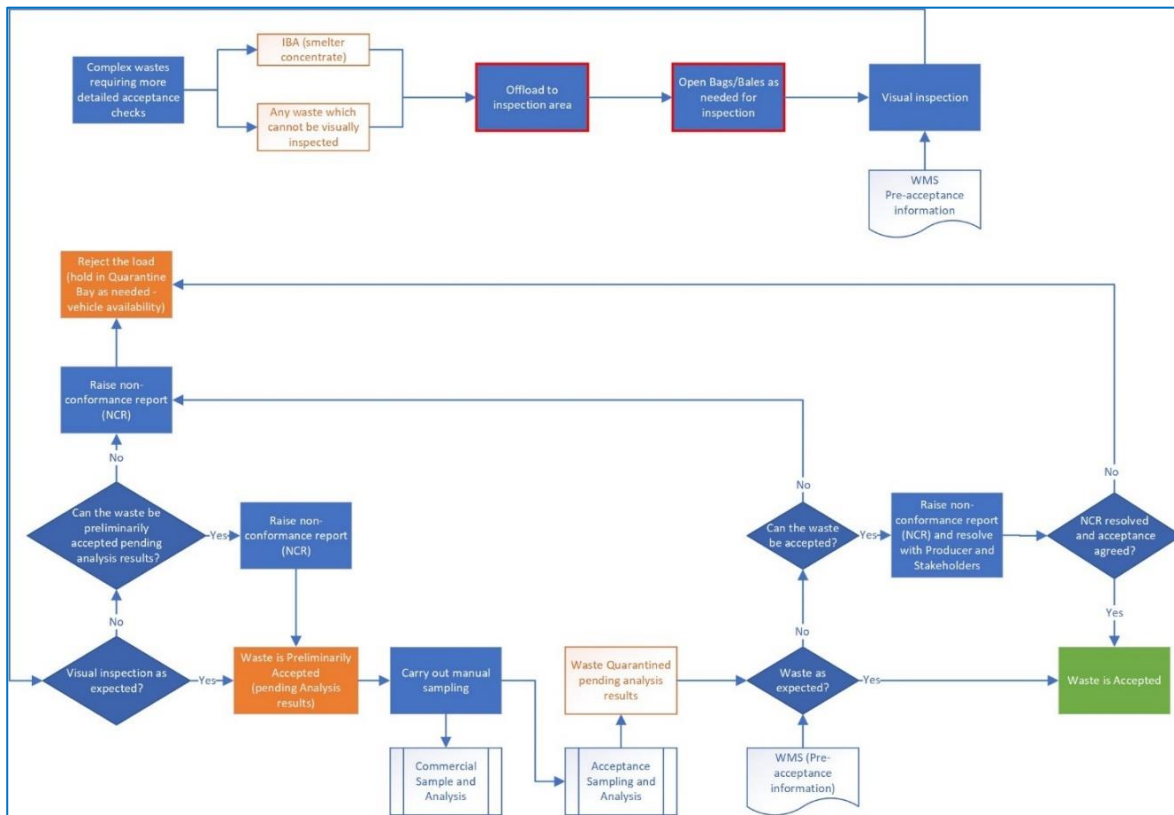 IBA (smelter
concentrate)
Complex wastes
requiring more
detailed acceptance
checks
Any waste which
cannot be visually
inspected
Offload to
inspection area
Open Bags/Bales as
needed for
inspection
Visual inspection
WMS
Pre-acceptance
information
Reject the load
(hold in Quarantine
Bay as needed -
vehicle availability)
Raise non-
conformance report
(NCR)
No
Can the waste be
preliminarily
accepted pending
analysis results?
Yes
Raise non-
conformance report
(NCR)
No
Visual inspection as
expected?
Yes
Waste is Preliminarily
Accepted
(pending Analysis
results)
Carry out manual
sampling
Commercial
Sample and
Analysis
Acceptance
Sampling and
Analysis
Waste Quarantined
pending analysis
results
Waste as
expected?
Yes
WMS (Pre-
acceptance
information)
No
Can the waste
be accepted?
No
Yes
Raise non-
conformance report
(NCR) and resolve
with Producer and
Stakeholders
NCR resolved
and acceptance
agreed?
No
Yes
Waste is Accepted